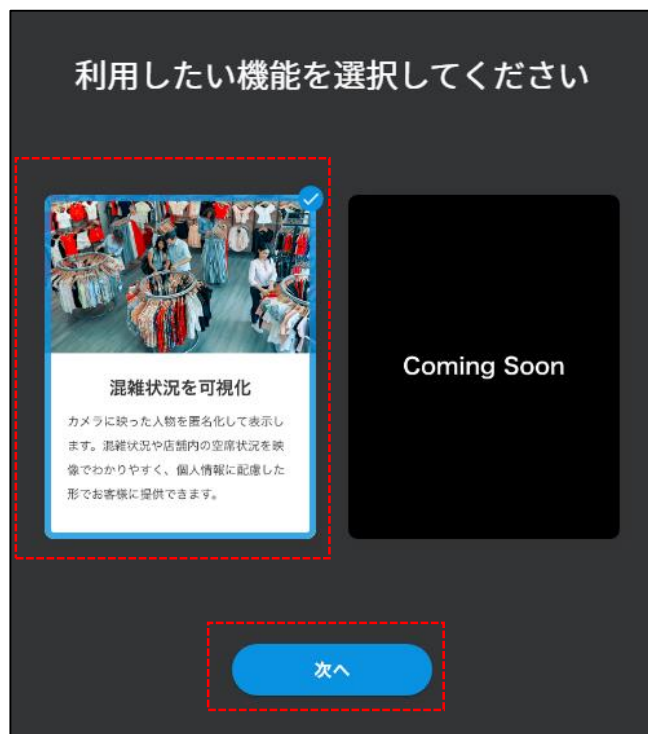 利用したい機能を選択してください
混雑状況を可視化
カメラに映った人物を匿名化して表示し
ます。混雑状況や店舗内の空席状況を映
像でわかりやすく、個人情報に配慮した
形でお客様に提供できます。
Coming Soon
次へ